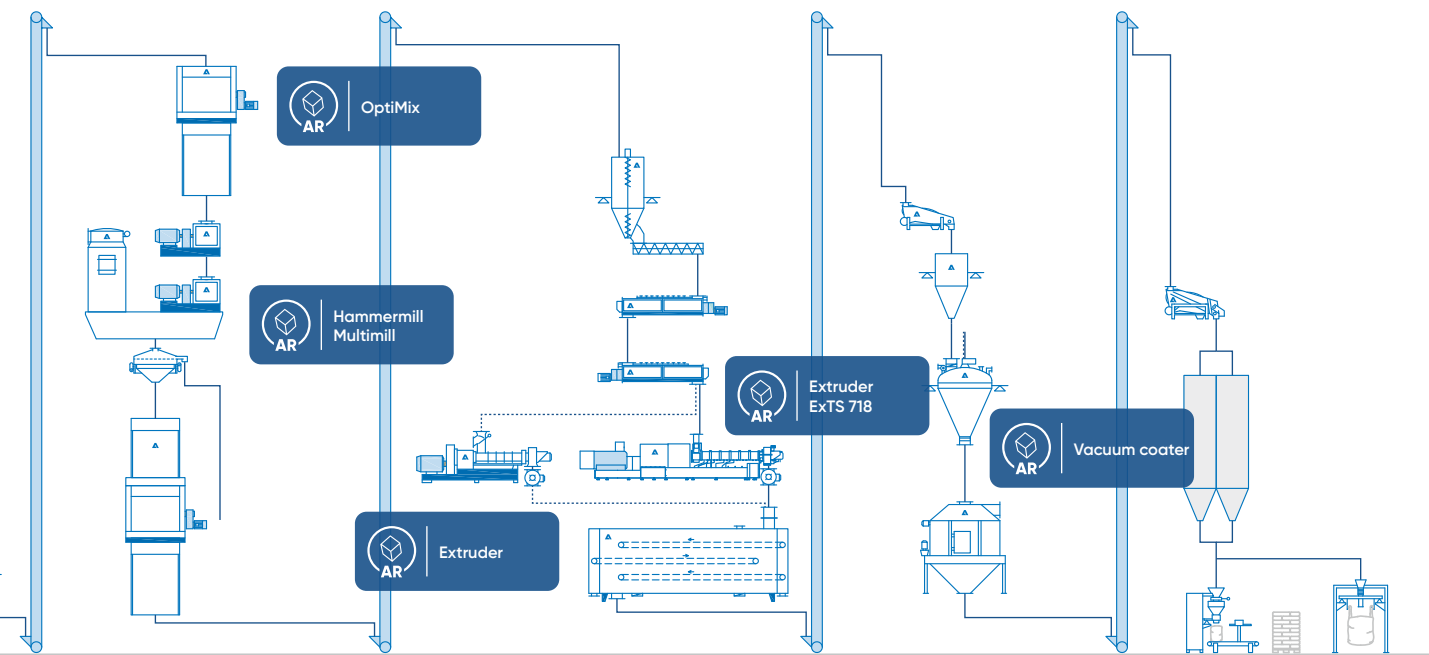 AR
OptiMix
AR
Hammermill
Multimill
AR
Extruder
ExTS 718
AR
Vacuum coater
AR
Extruder